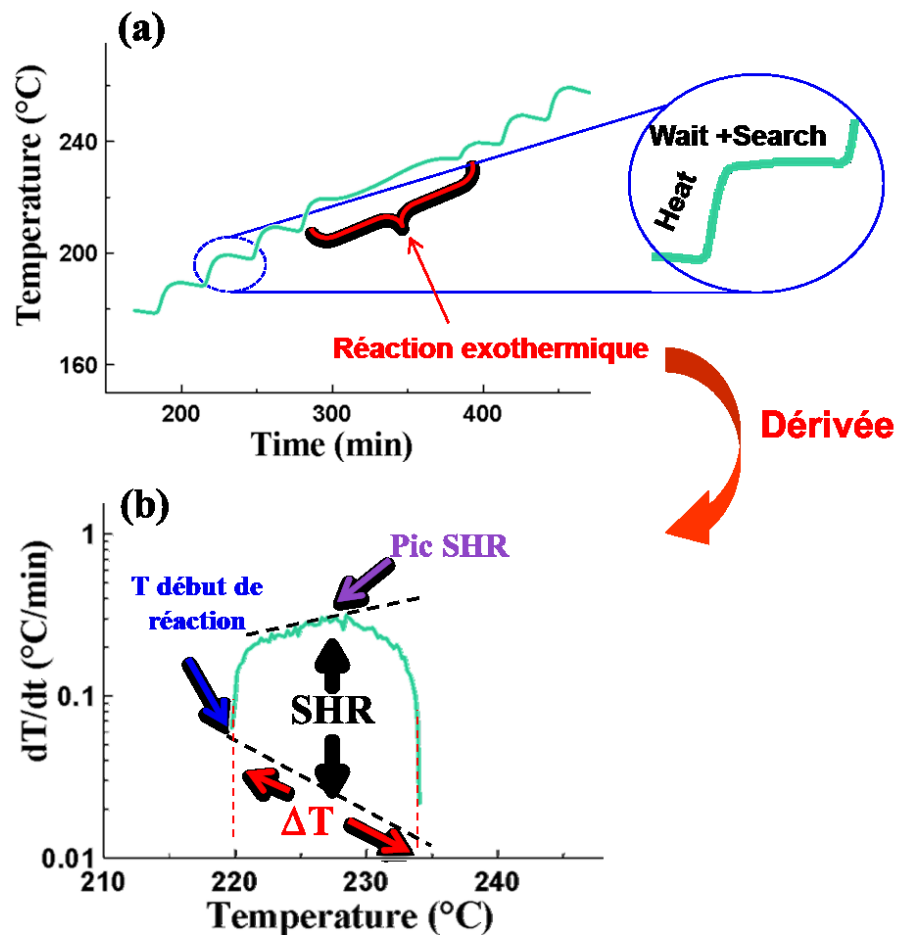 (a)
Temperature (°C)
240
200
160
200
300
400
Time (min)
Wait +Search
Heat
Réaction exothermique
Dérivée
(b)
dT/dt (°C/min)
1
0.1
0.01
Pic SHR
T début de
réaction
SHR
ΔT
210
220
230
240
Temperature (°C)